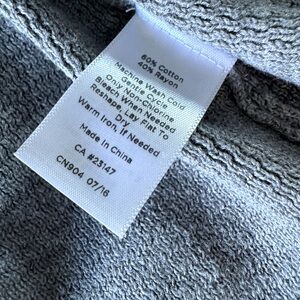 60% Cotton
40% Rayon
Machine Wash Cold
Gentle Cycle
Only Non-Chlorine
Bleach When Needed
Reshape, Lay Flat To
Dry
Warm Iron, if Needed
Made in China
CA #23147
CN904 07/16